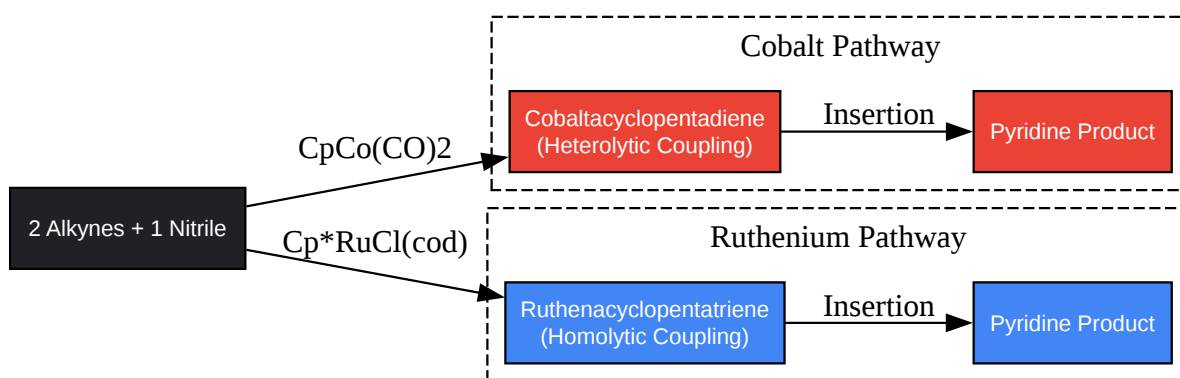 Cobalt Pathway
CpCo(CO)2
Cobaltacyclopentadiene
(Heterolytic Coupling)
Insertion
Pyridine Product
2 Alkynes + 1 Nitrile
Cp*RuCl(cod)
Ruthenium Pathway
Ruthenacyclopentatriene
(Homolytic Coupling)
Insertion
Pyridine Product